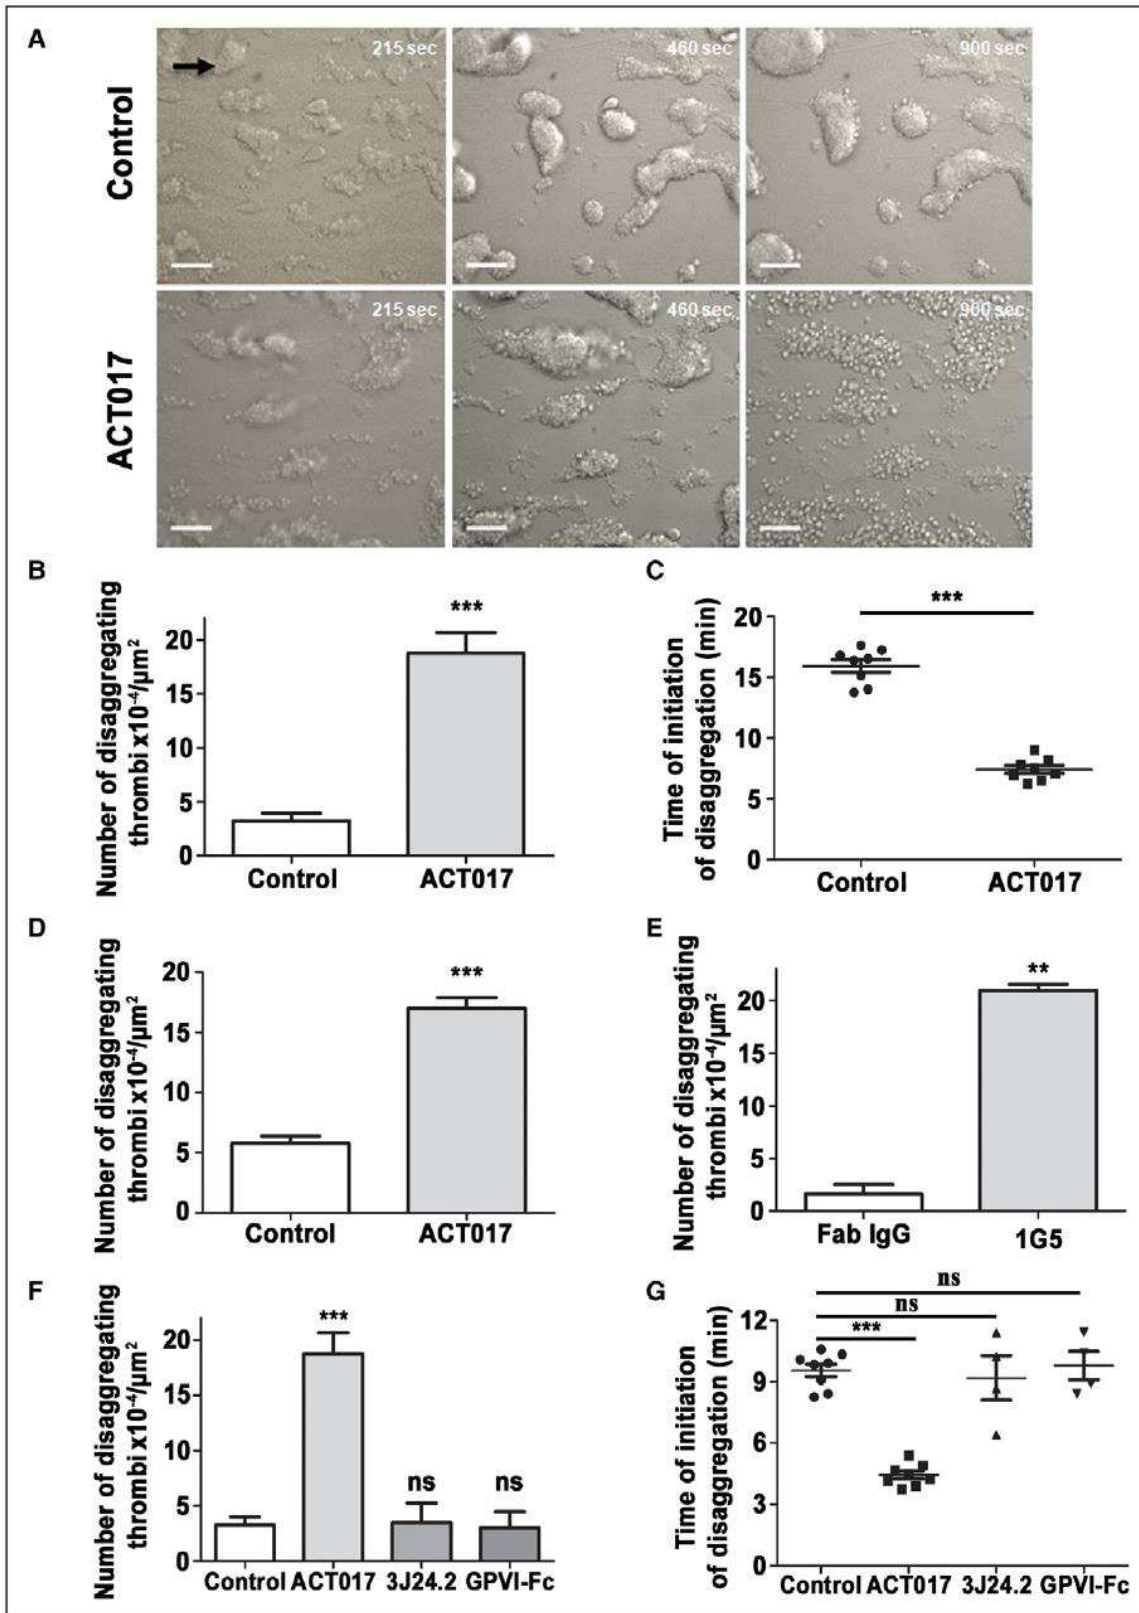 A
Control
215 sec
460 sec
900 sec
ACT017
215 sec
460 sec
900 sec
B
Number of disaggregating
thrombi x10-4/µm2
20
15
10
5
0
***
Control
ACT017
C
Time of initiation
of disaggregation (min)
20
15
10
5
0
***
Control
ACT017
D
Number of disaggregating
thrombi x10-4/µm2
20
15
10
5
0
***
Control
ACT017
E
Number of disaggregating
thrombi x10-4/µm2
20
15
10
5
0
**
Fab IgG
1G5
F
Number of disaggregating
thrombi x10-4/µm2
20
15
10
5
0
***
ns
ns
Control
ACT017
3J24.2
GPVI-Fc
G
Time of initiation
of disaggregation (min)
12
9
6
3
0
ns
ns
***
Control
ACT017
3J24.2
GPVI-Fc